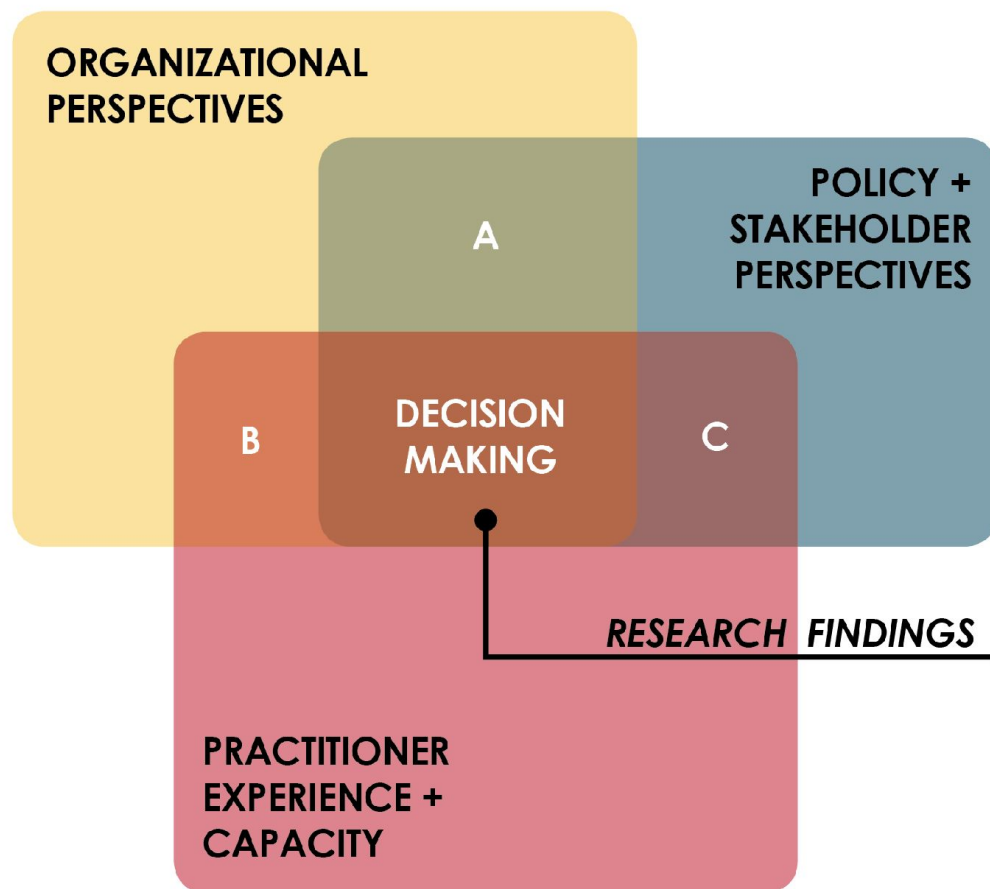 ORGANIZATIONAL
PERSPECTIVES
POLICY +
STAKEHOLDER
PERSPECTIVES
A
B
DECISION
MAKING
C
RESEARCH FINDINGS
PRACTITIONER
EXPERIENCE +
CAPACITY